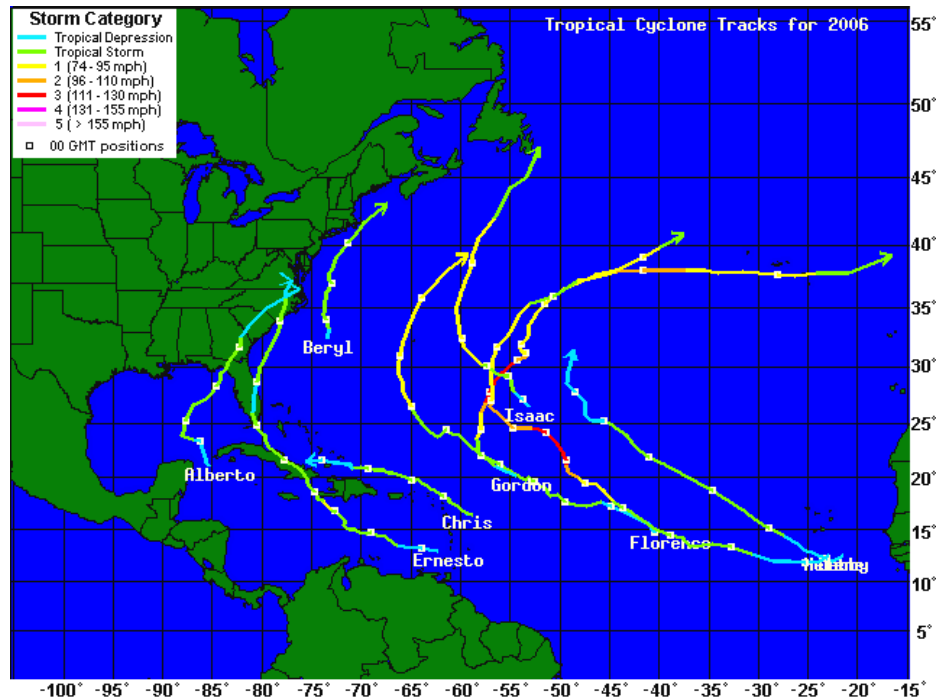 Storm Category
Tropical Depression
Tropical Storm
1 (74 - 95 mph)
2 (96 - 110 mph)
3 (111 - 130 mph)
4 (131 - 155 mph)
5 ( > 155 mph)
00 GMT positions
Tropical Cyclone Tracks for 2006
55°
50°
45°
40°
35°
30°
25°
20°
15°
10°
5°
Beryl
Isaac
Alberto
Gordon
Chris
Florence
Ernesto
-100° -95° -90° -85° -80° -75° -70° -65° -60° -55° -50° -45° -40° -35° -30° -25° -20° 15°